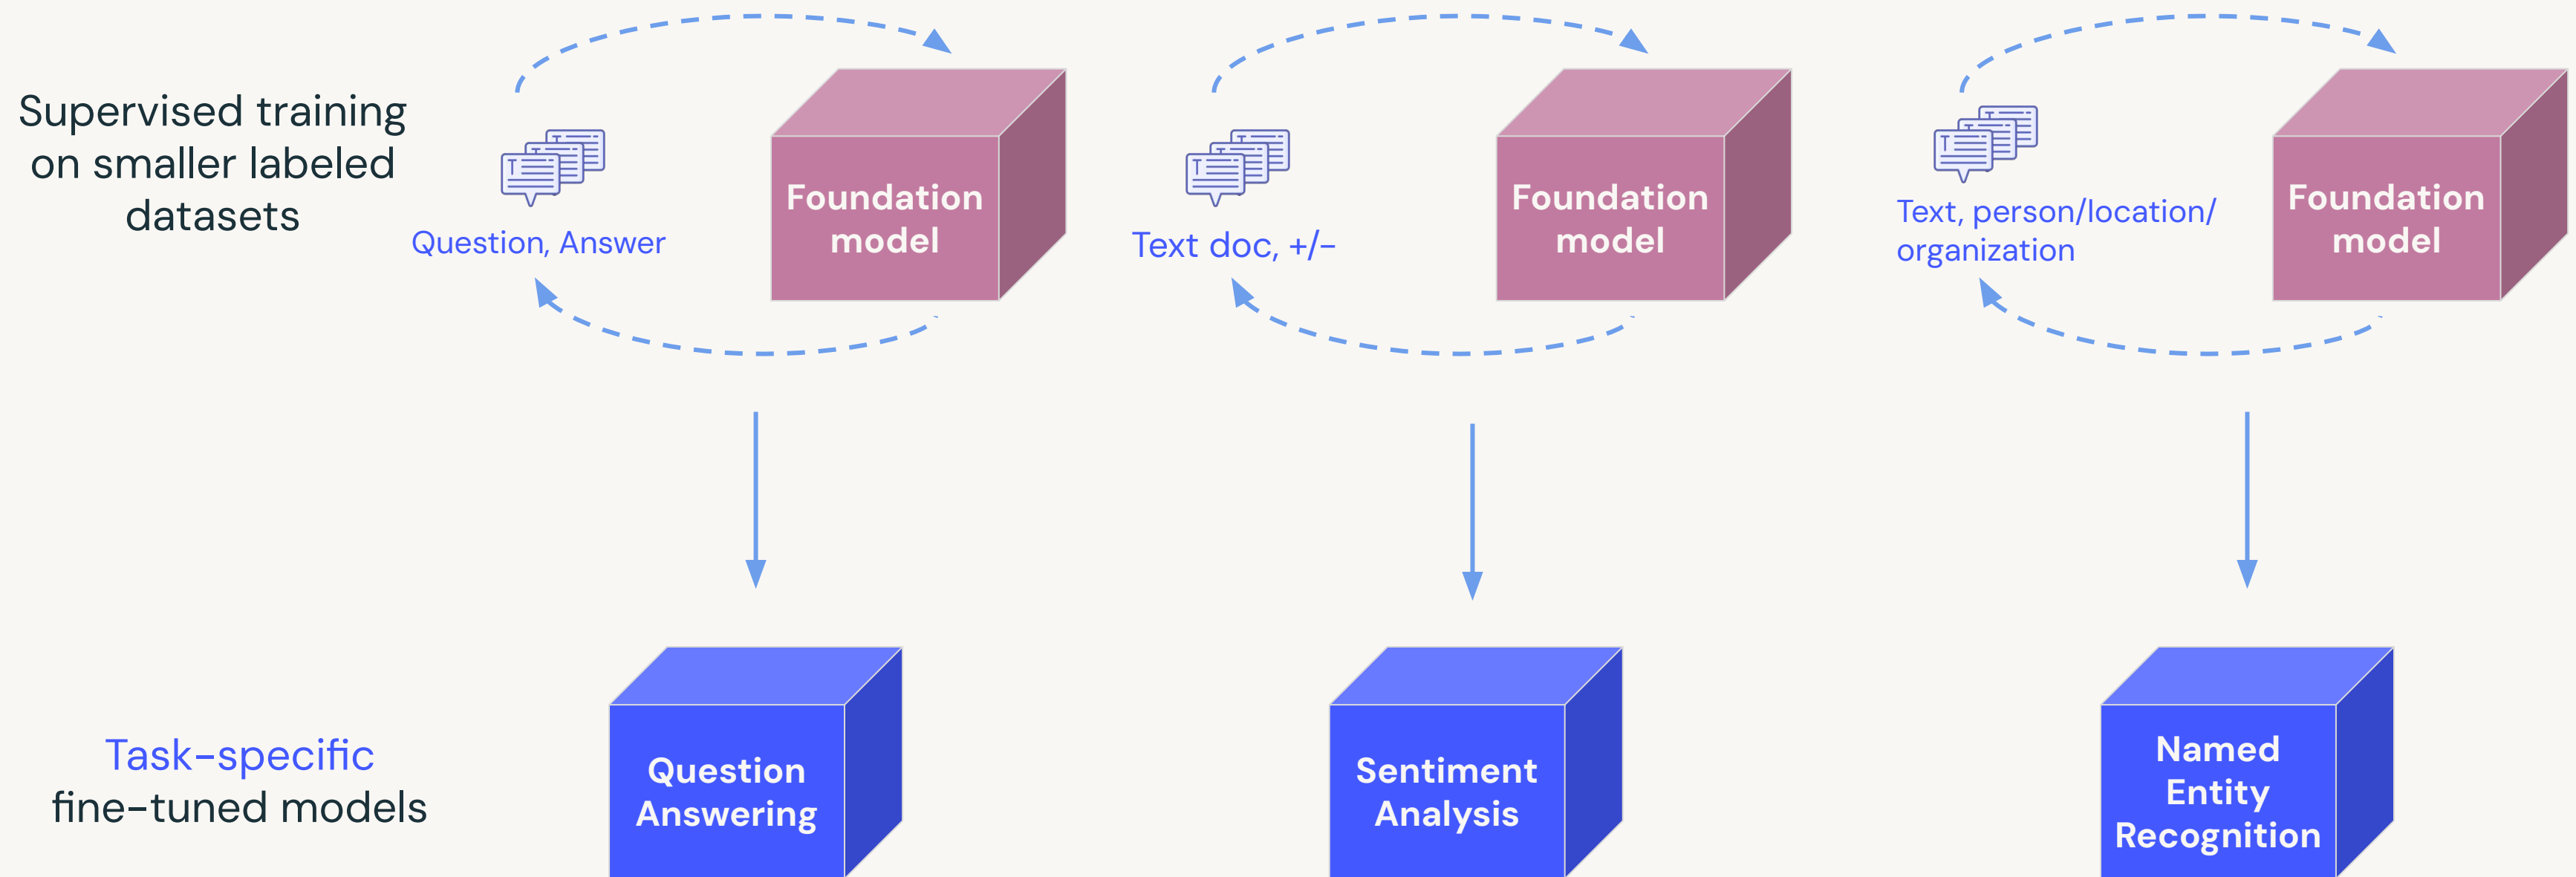 Supervised training
on smaller labeled
datasets
Question, Answer
Foundation
model
Text doc, +/-
Foundation
model
Text, person/location/
organization
Foundation
model
Task-specific
fine-tuned models
Question
Answering
Sentiment
Analysis
Named
Entity
Recognition